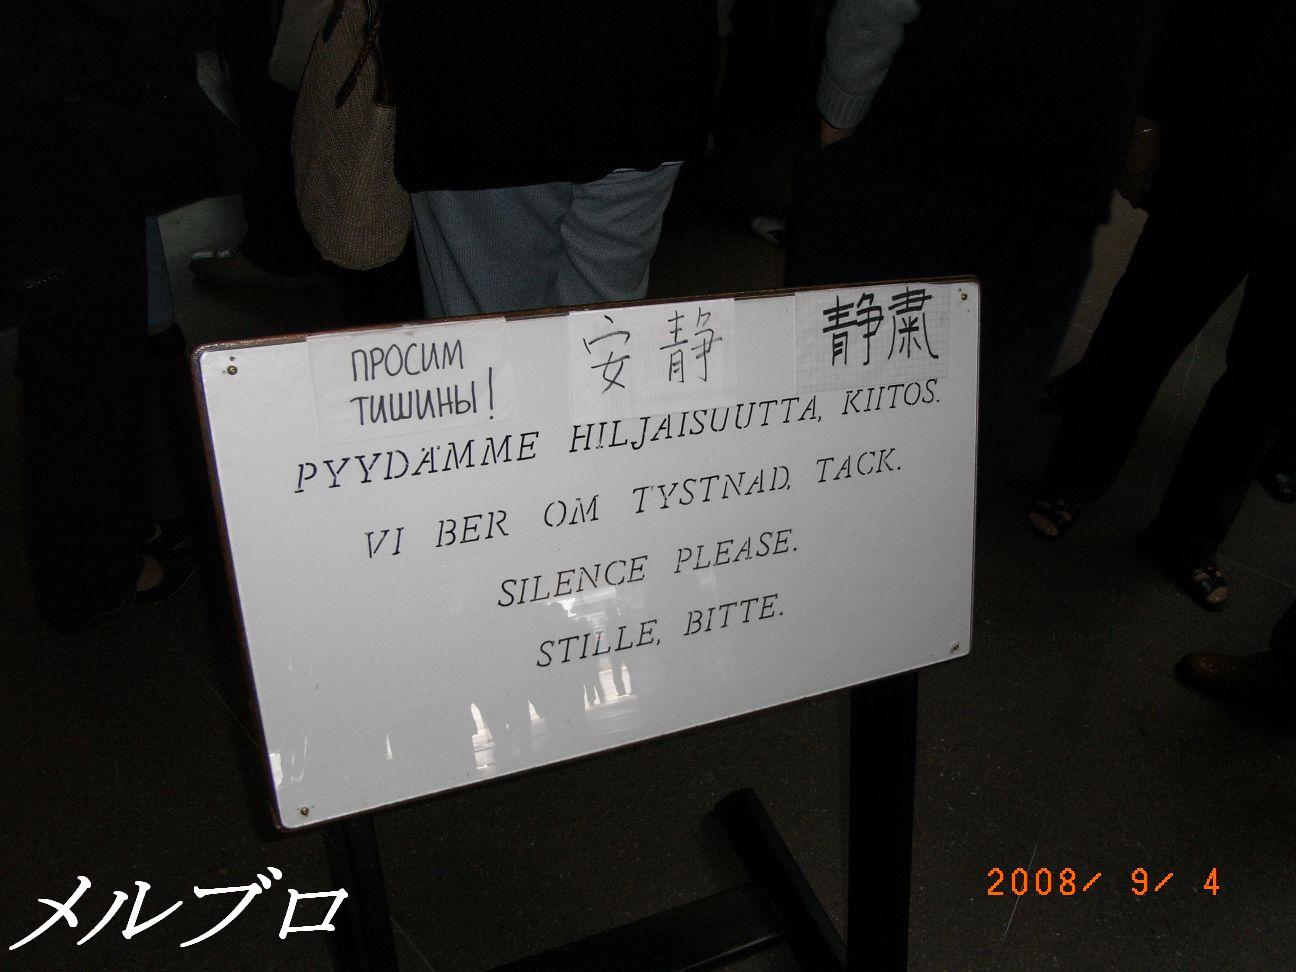 ПРОСИМ
ТИШИНЫ!
安静
静粛
PYYDÄMME HILJAISUUTTA, KIITOS.
VI BER OM TYSTNAD, TACK.
SILENCE PLEASE.
STILLE, BITTE.
メルブロ
2008/ 9/ 4